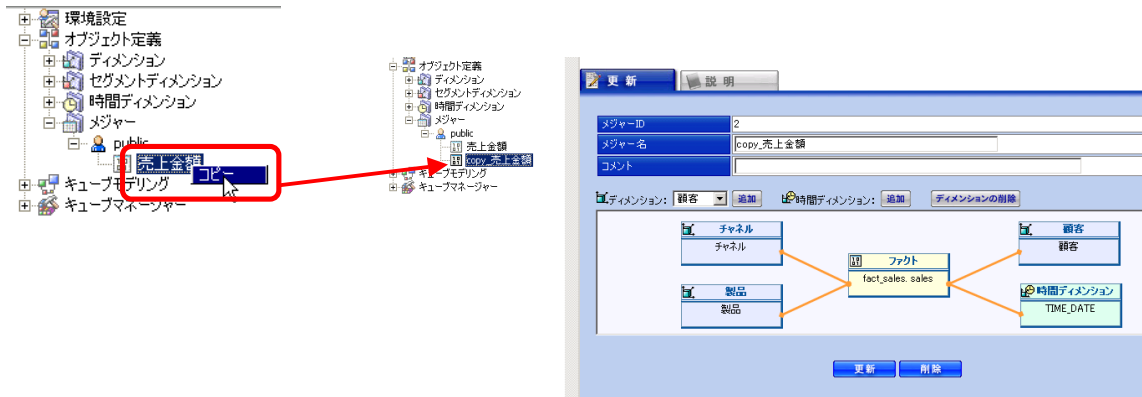 環境設定
オブジェクト定義
ディメンション
セグメントディメンション
時間ディメンション
メジャー
public
売上金額
コピー
キューブモデリング
キューブマネージャー
オブジェクト定義
ディメンション
セグメントディメンション
時間ディメンション
メジャー
public
売上金額
copy_売上金額
キューブモデリング
キューブマネージャー
更 新
説 明
メジャーID 2
メジャー名 copy_売上金額
コメント
ディメンション: 顧客 追加 時間ディメンション: 追加 ディメンションの削除
チャネル
チャネル
顧客
顧客
ファクト
fact_sales. sales
製品
製品
時間ディメンション
TIME_DATE
更 新 削 除